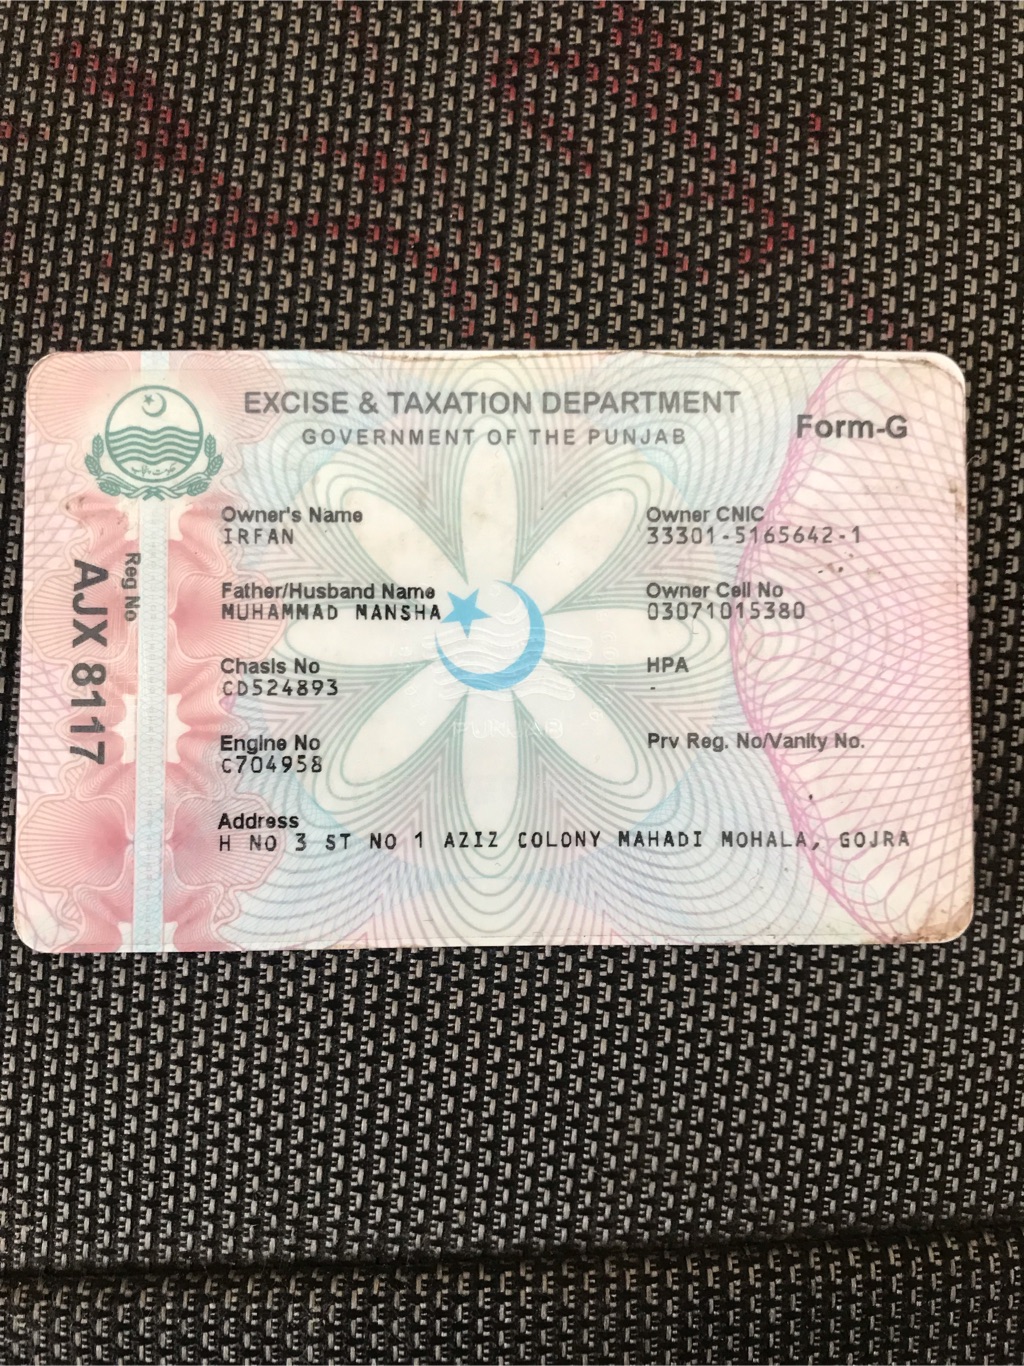 EXCISE & TAXATION DEPARTMENT
GOVERNMENT OF THE PUNJAB
Form-G
Reg No
AJX 8117
Owner's Name
IRFAN
Owner CNIC
33301-5165642-1
Father/Husband Name
MUHAMMAD MANSHA
Owner Cell No
03071015380
Chasis No
CD524893
HPA
-
Engine No
C704958
Prv Reg. No/Vanity No.
Address
H NO 3 ST NO 1 AZIZ COLONY MAHADI MOHALA, GOJRA
PUNJAB